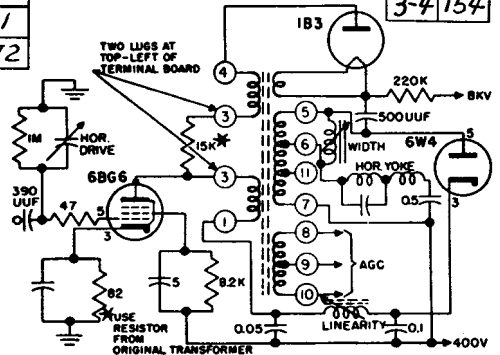 1
72
3-4 154
1B3
TWO LUGS AT
TOP-LEFT OF
TERMINAL BOARD
4
3
3
1
15K*
220K
8KV
500UUF
6W4
5
3
5
6
11
7
8
9
10
WIDTH
HOR. YOKE
0.5
AGC
1M
HOR.
DRIVE
390
UUF
47
6BG6
5
3
82
5
8.2K
*USE
RESISTOR
FROM
ORIGINAL TRANSFORMER
0.05
LINEARITY
0.1
400V